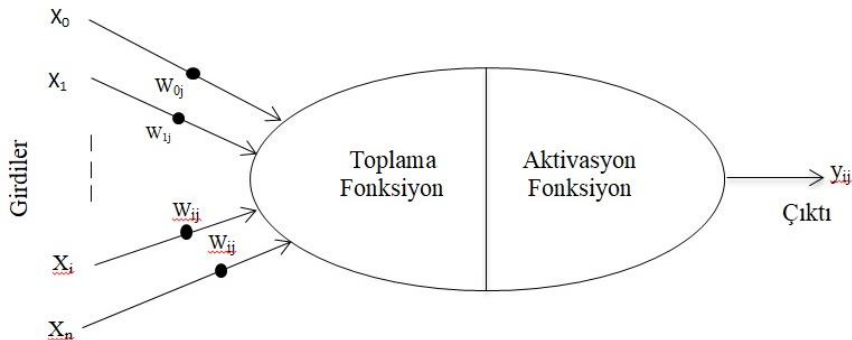 X0
W0j
X1
W1j
Girdiler
Toplama
Fonksiyon
Aktivasyon
Fonksiyon
yij
Çıktı
Wij
Wij
Xi
Xn